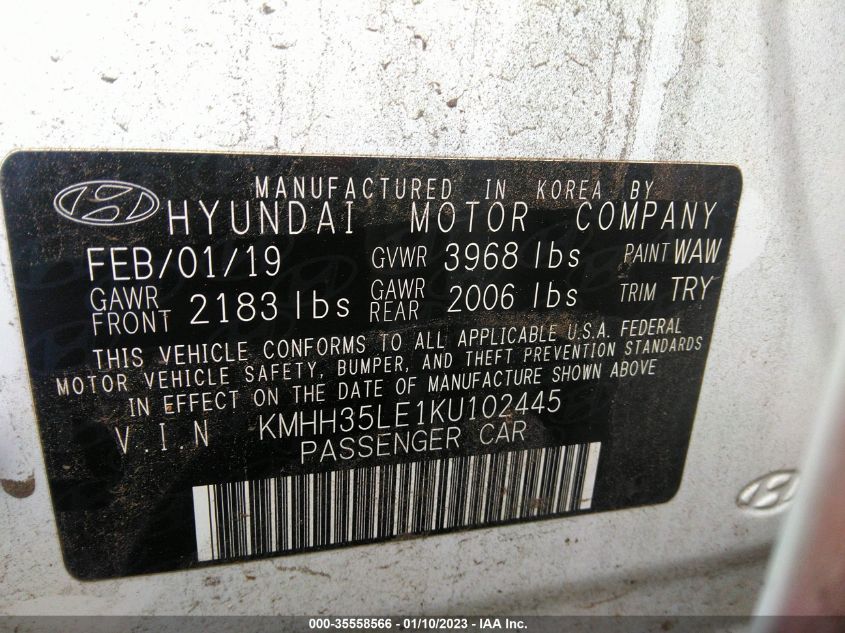 MANUFACTURED IN KOREA BY
HYUNDAI MOTOR COMPANY
FEB/01/19 GVWR 3968 lbs PAINT WAW
GAWR FRONT 2183 lbs GAWR REAR 2006 lbs TRIM TRY
THIS VEHICLE CONFORMS TO ALL APPLICABLE U.S.A. FEDERAL
MOTOR VEHICLE SAFETY, BUMPER, AND THEFT PREVENTION STANDARDS
IN EFFECT ON THE DATE OF MANUFACTURE SHOWN ABOVE
V.I.N KMHH35LE1KU102445
PASSENGER CAR
000-35558566 - 01/10/2023 - IAA Inc.